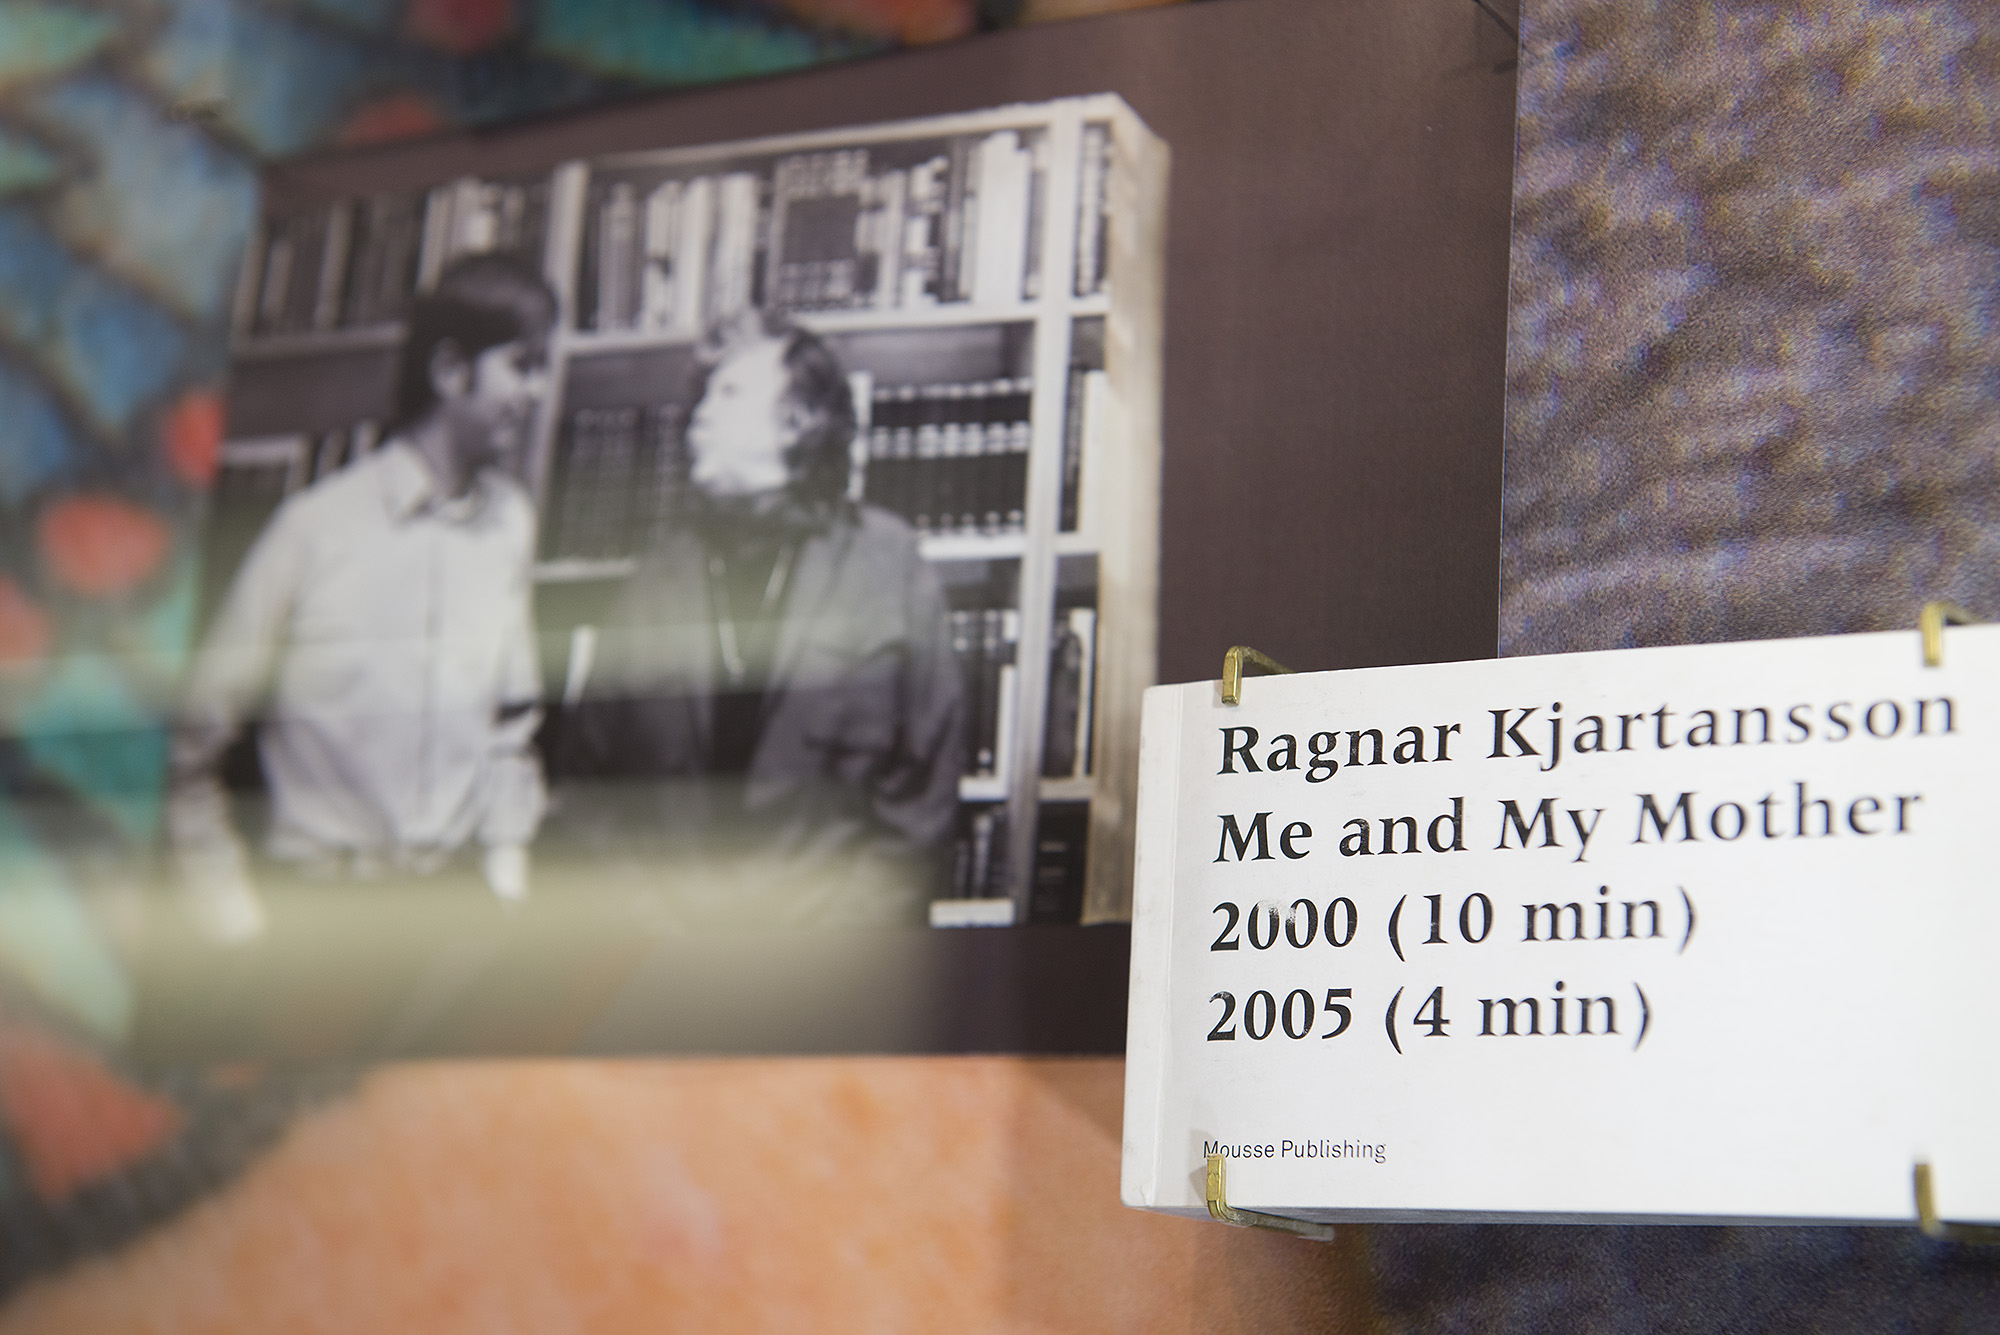 Ragnar Kjartansson
Me and My Mother
2000 (10 min)
2005 (4 min)
Mousse Publishing